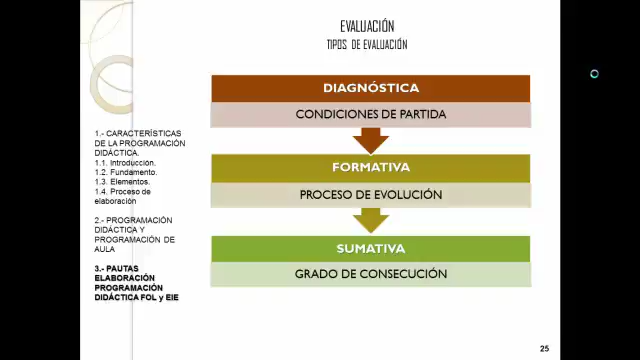 EVALUACIÓN
TIPOS DE EVALUACIÓN
DIAGNÓSTICA
CONDICIONES DE PARTIDA
FORMATIVA
PROCESO DE EVOLUCIÓN
SUMATIVA
GRADO DE CONSECUCIÓN
1.- CARACTERÍSTICAS
DE LA PROGRAMACIÓN
DIDÁCTICA.
1.1. Introducción.
1.2. Fundamento.
1.3. Elementos.
1.4. Proceso de
elaboración
2.- PROGRAMACIÓN
DIDÁCTICA Y
PROGRAMACIÓN DE
AULA
3.- PAUTAS
ELABORACIÓN
PROGRAMACIÓN
DIDÁCTICA FOL y EIE
25